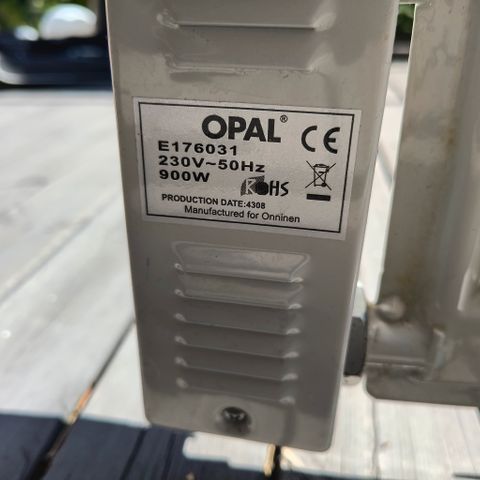 OPAL® CE
E176031
230V~50Hz
900W RoHS
PRODUCTION DATE:4308
Manufactured for Onninen